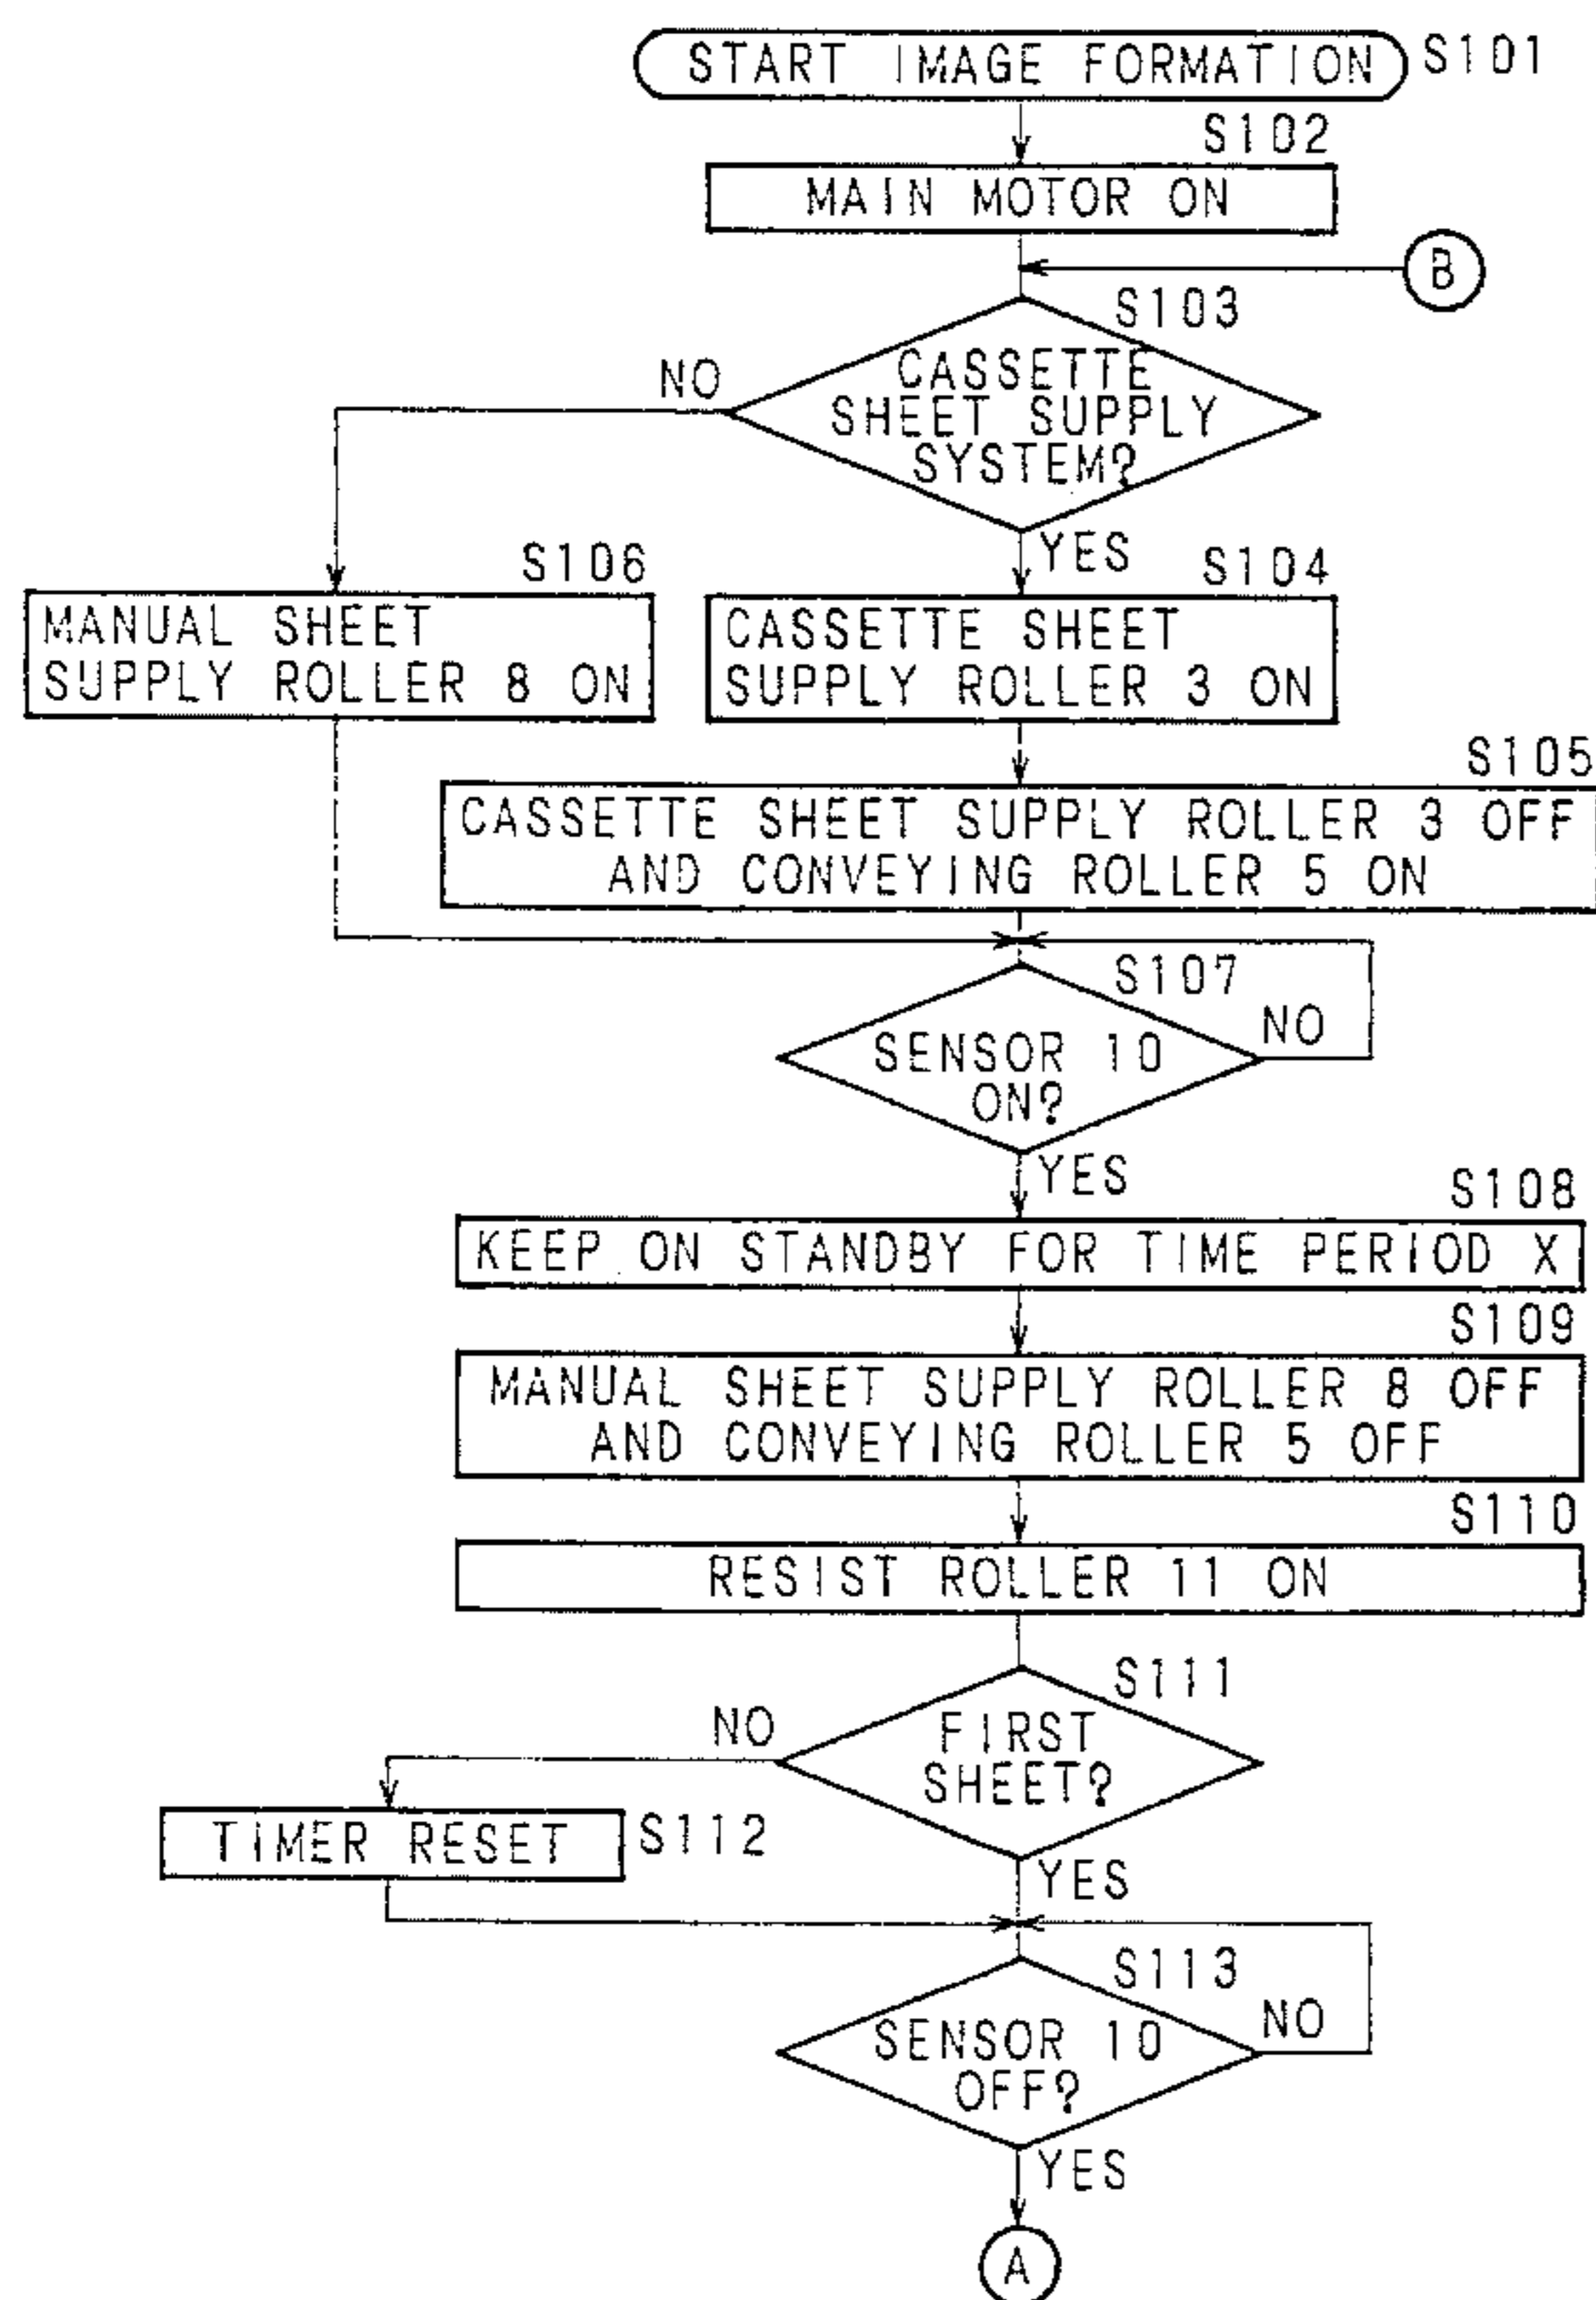 START IMAGE FORMATION S101
S102
MAIN MOTOR ON
B
S103
NO
CASSETTE
SHEET SUPPLY
SYSTEM?
YES
S106
MANUAL SHEET
SUPPLY ROLLER 8 ON
S104
CASSETTE SHEET
SUPPLY ROLLER 3 ON
S105
CASSETTE SHEET SUPPLY ROLLER 3 OFF
AND CONVEYING ROLLER 5 ON
S107
SENSOR 10
ON?
NO
YES
S108
KEEP ON STANDBY FOR TIME PERIOD X
S109
MANUAL SHEET SUPPLY ROLLER 8 OFF
AND CONVEYING ROLLER 5 OFF
S110
RESIST ROLLER 11 ON
S111
NO
FIRST
SHEET?
TIMER RESET S112
YES
S113
SENSOR 10
OFF?
NO
YES
A